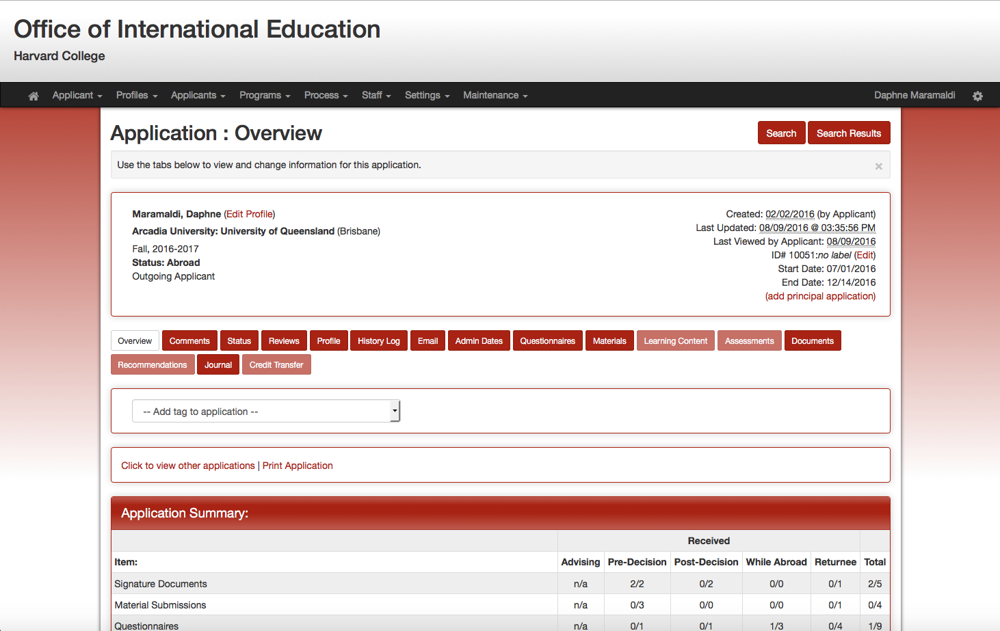 Office of International Education
Harvard College
Applicant Profiles Applicants Programs Process Staff Settings Maintenance Daphne Maramaldi
Application : Overview
Search Search Results
Use the tabs below to view and change information for this application. ×
Maramaldi, Daphne (Edit Profile)
Arcadia University: University of Queensland (Brisbane)
Fall, 2016-2017
Status: Abroad
Outgoing Applicant
Created: 02/02/2016 (by Applicant)
Last Updated: 08/09/2016 @ 03:35:56 PM
Last Viewed by Applicant: 08/09/2016
ID# 10051:no label (Edit)
Start Date: 07/01/2016
End Date: 12/14/2016
(add principal application)
Overview Comments Status Reviews Profile History Log Email Admin Dates Questionnaires Materials Learning Content Assessments Documents
Recommendations Journal Credit Transfer
-- Add tag to application --
Click to view other applications | Print Application
Application Summary:
Received
Item: Advising Pre-Decision Post-Decision While Abroad Returnee Total
Signature Documents n/a 2/2 0/2 0/0 0/1 2/5
Material Submissions n/a 0/3 0/0 0/0 0/1 0/4
Questionnaires n/a 0/1 0/1 1/3 0/4 1/9